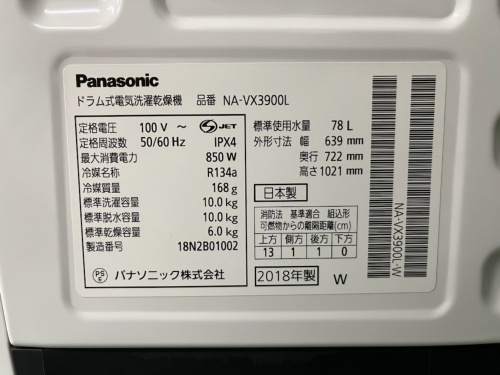 Panasonic
ドラム式電気洗濯乾燥機 品番 NA-VX3900L
定格電圧 100 V ～ S JET
定格周波数 50/60 Hz IPX4
最大消費電力 850 W
冷媒名称 R134a
冷媒質量 168 g
標準洗濯容量 10.0 kg
標準脱水容量 10.0 kg
標準乾燥容量 6.0 kg
製造番号 18N2B01002
PS E パナソニック株式会社
標準使用水量 78 L
外形寸法 幅 639 mm
奥行 722 mm
高さ 1021 mm
日本製
消防法 基準適合 組込形
可燃物からの離隔距離(cm)
上方 側方 後方 下方
13 1 1 0
2018年製 W
NA-VX3900L-W